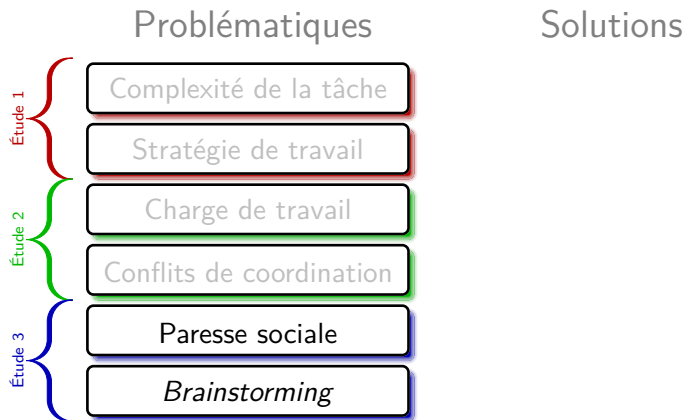 Problématiques Solutions
Étude 1
Complexité de la tâche
Stratégie de travail
Étude 2
Charge de travail
Conflits de coordination
Étude 3
Paresse sociale
Brainstorming